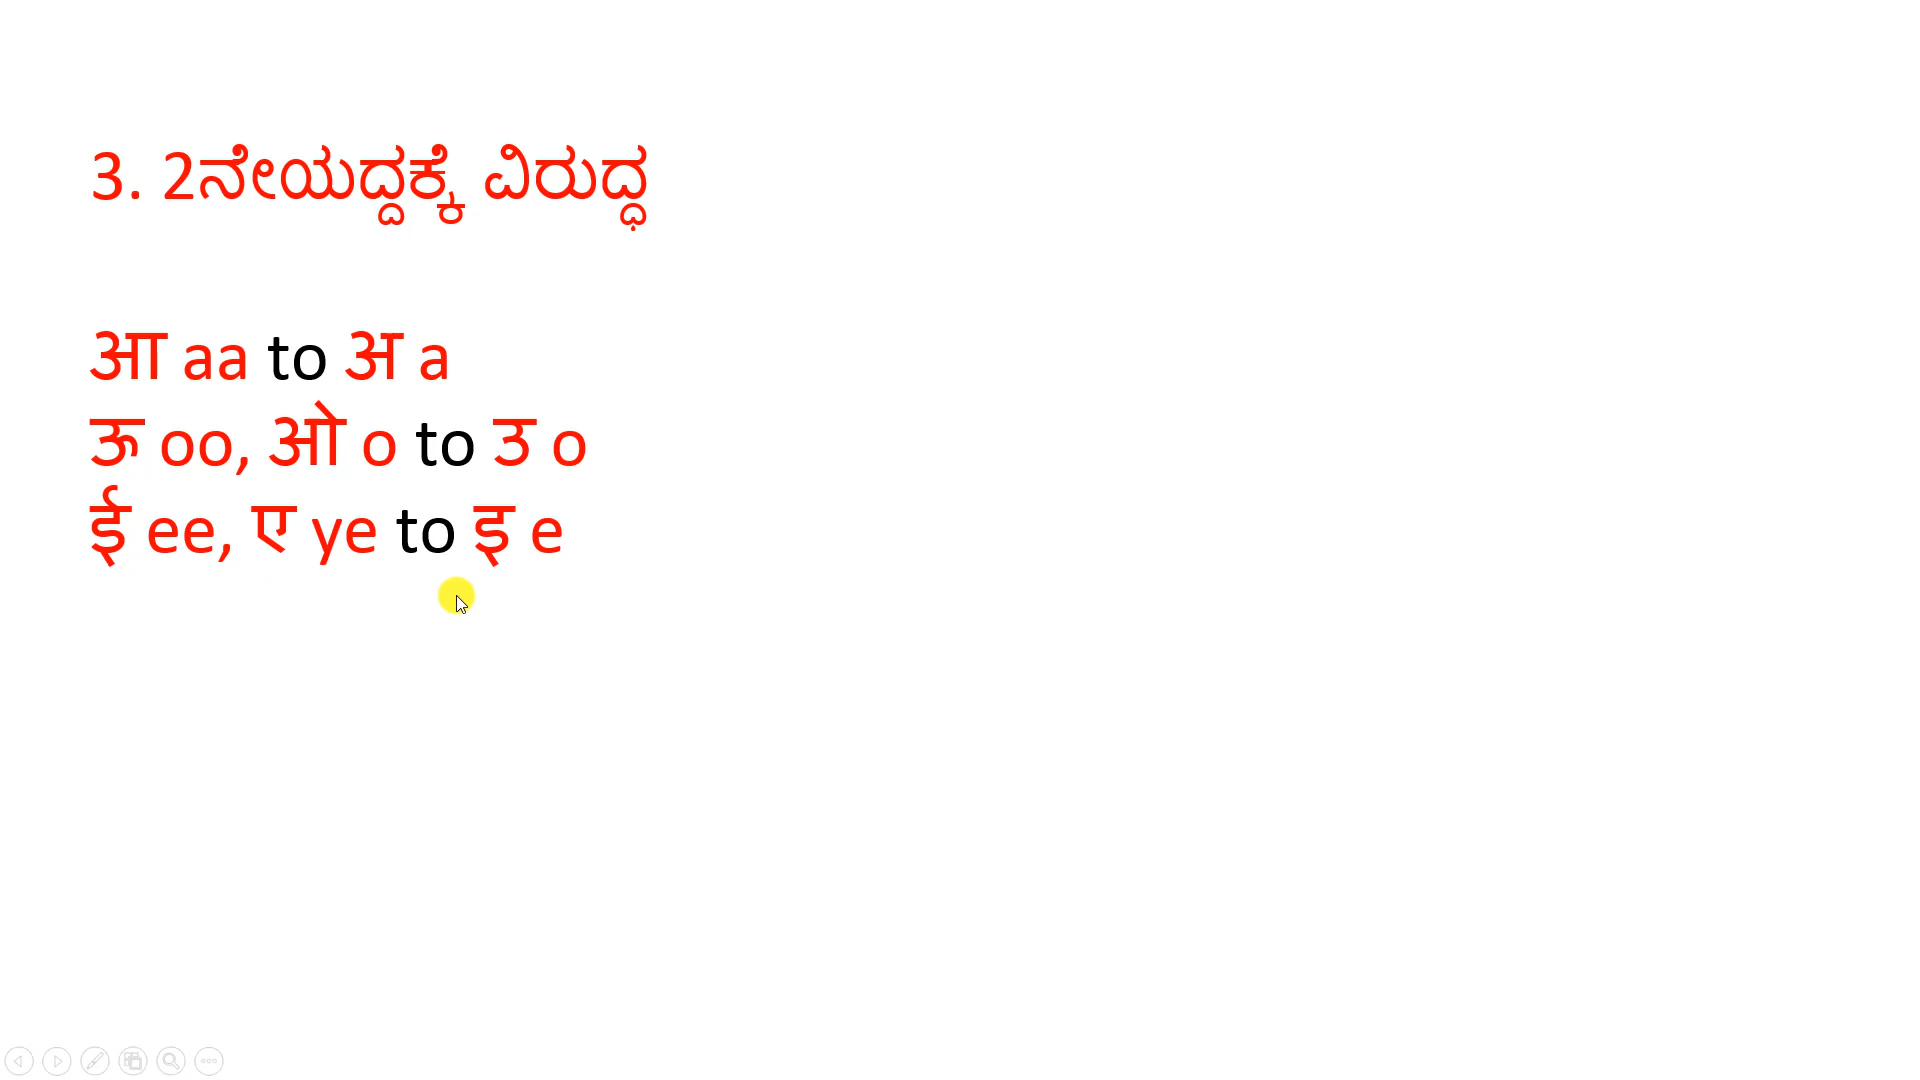 3. 2ನೇಯದ್ದಕ್ಕೆ ವಿರುದ್ಧ
आ aa to अ a
ऊ oo, ओ o to उ o
ई ee, ए ye to इ e